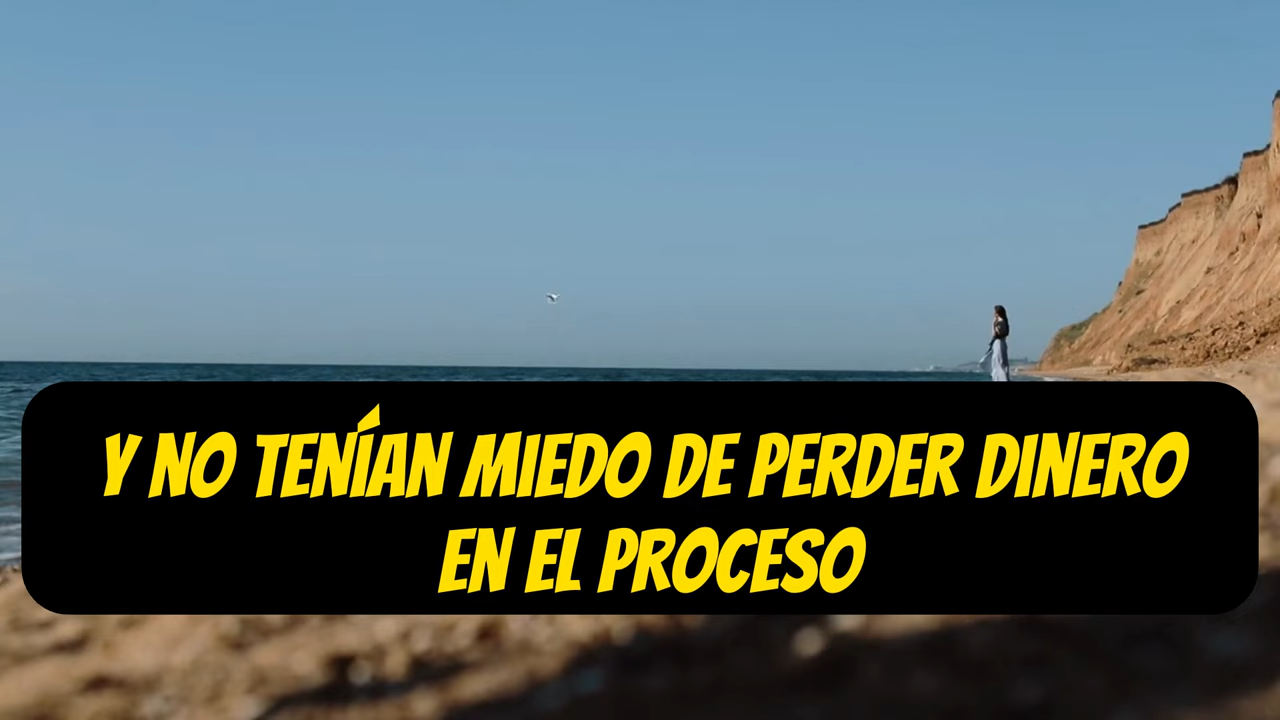 Y NO TENÍAN MIEDO DE PERDER DINERO
EN EL PROCESO